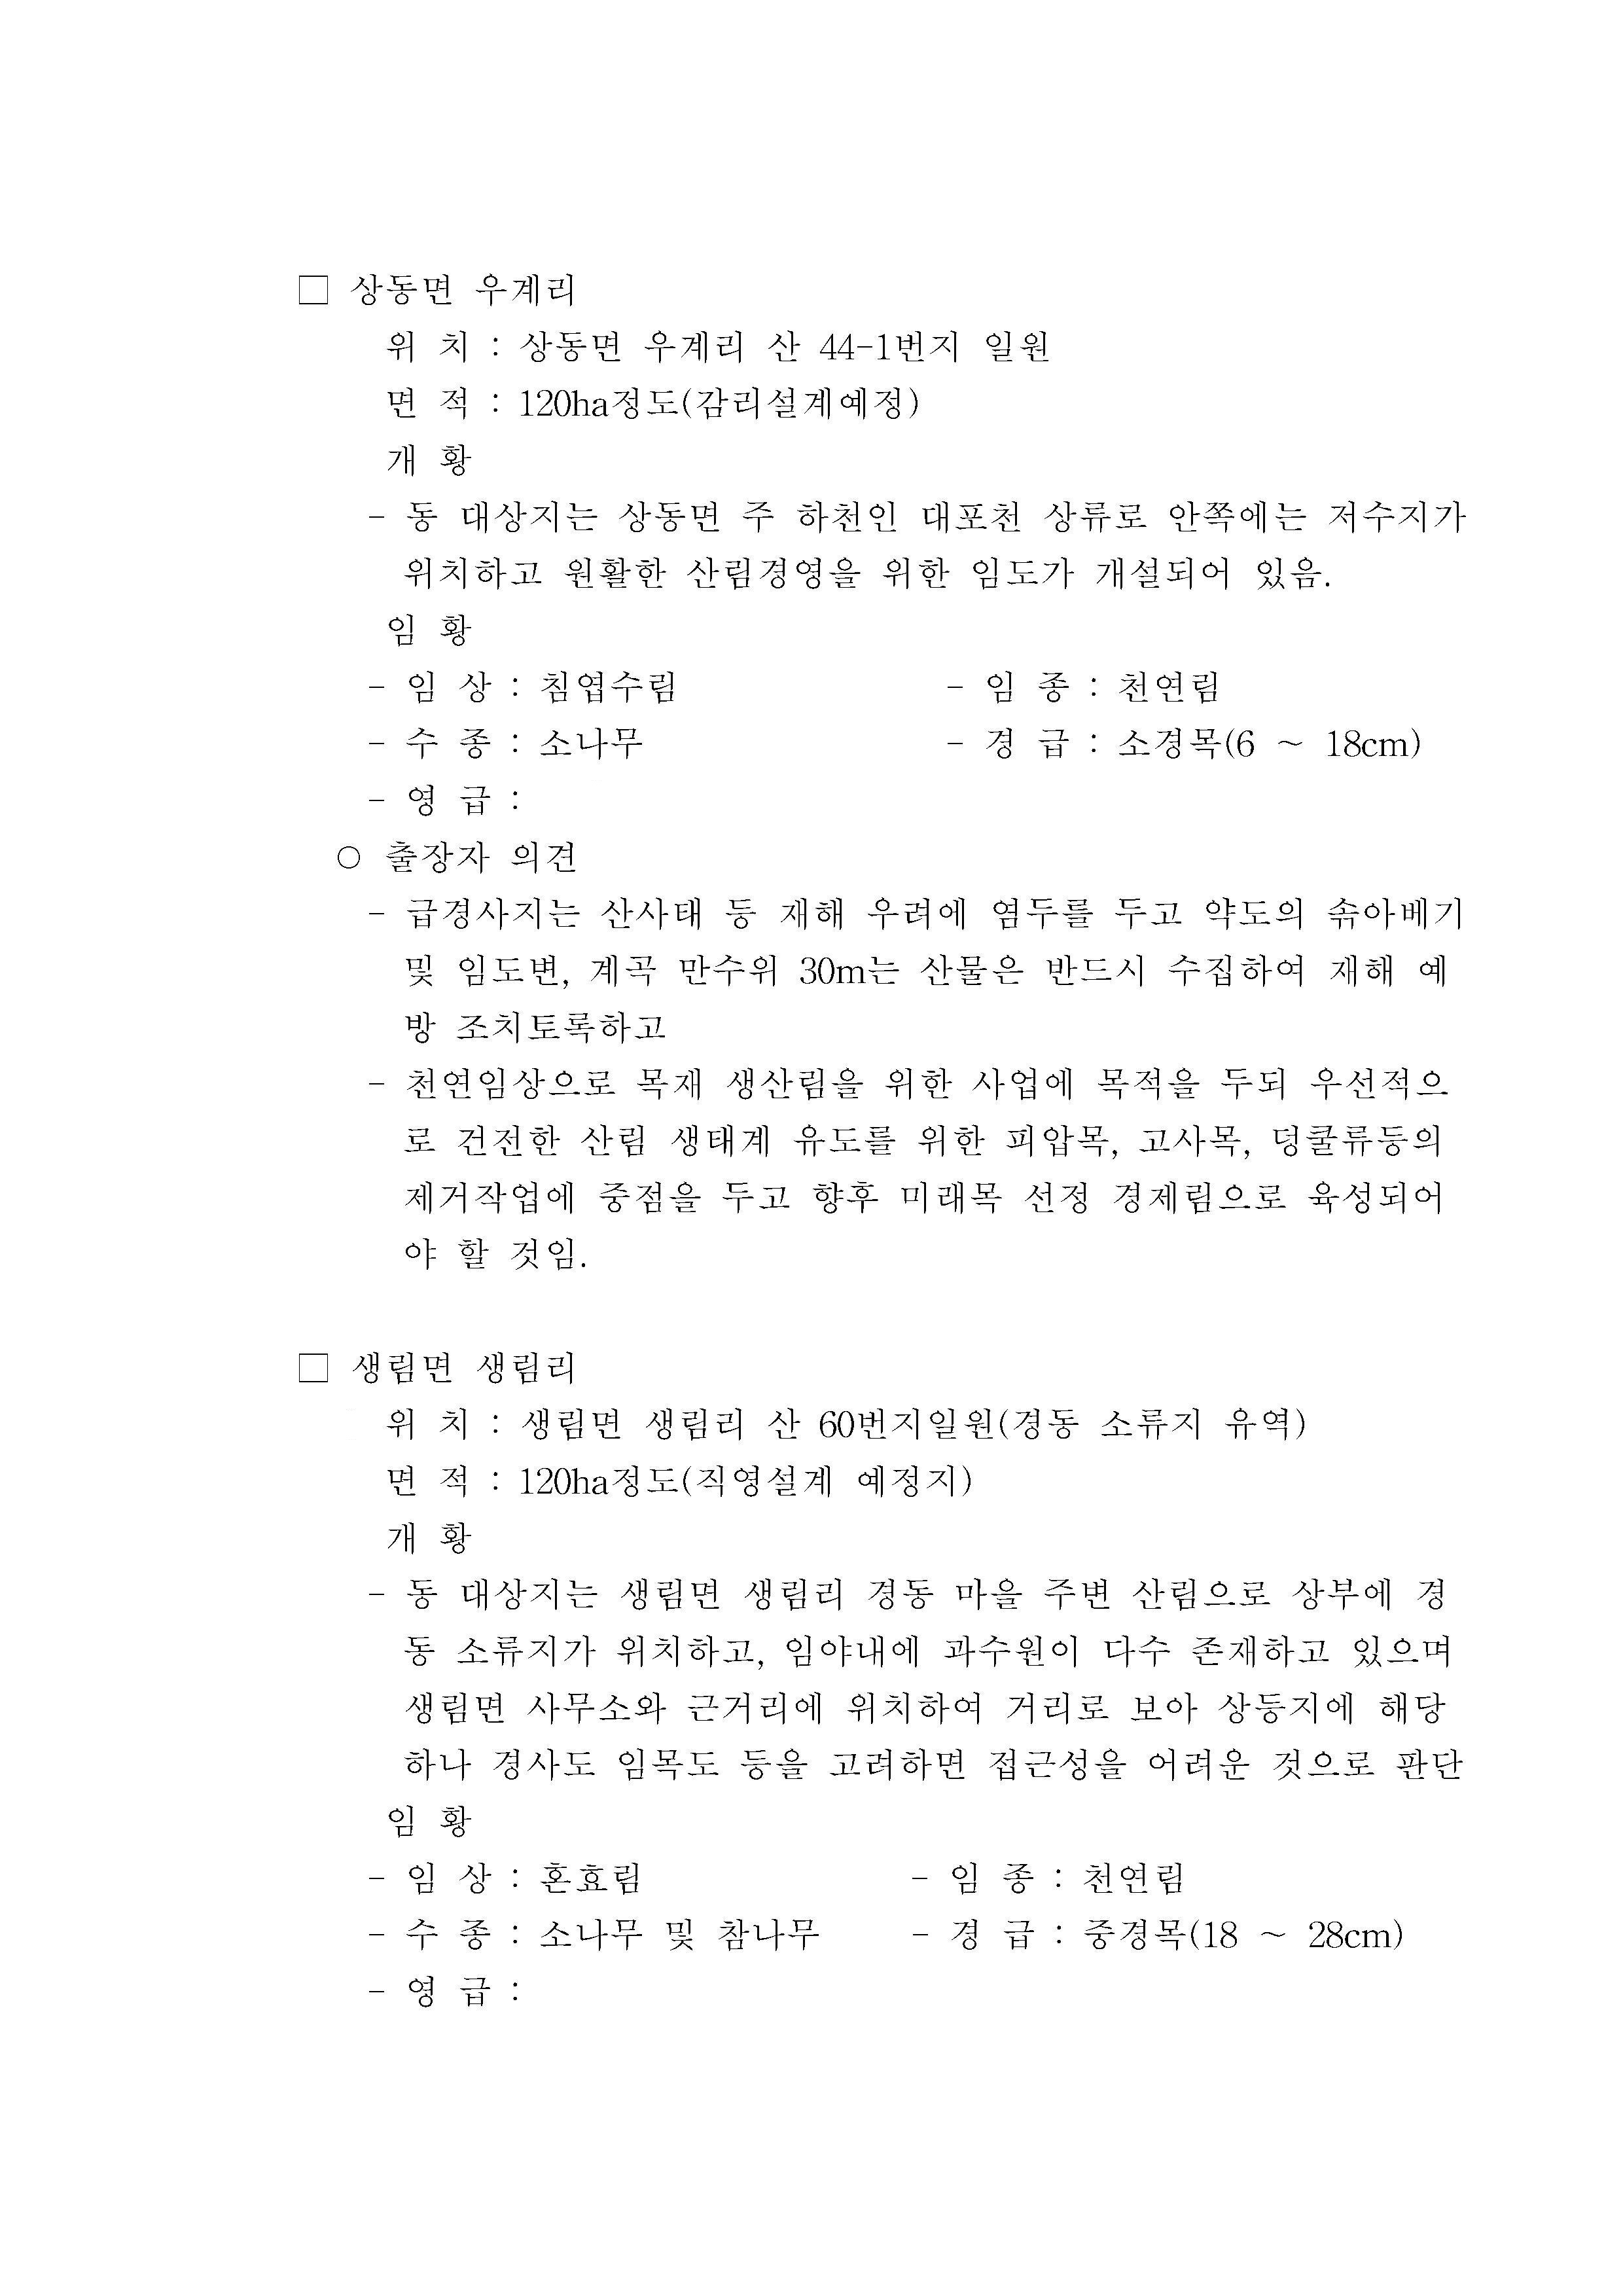 □ 상동면 우계리
위 치 : 상동면 우계리 산 44-1번지 일원
면 적 : 120ha정도(감리설계예정)
개 황
- 동 대상지는 상동면 주 하천인 대포천 상류로 안쪽에는 저수지가
위치하고 원활한 산림경영을 위한 임도가 개설되어 있음.
임 황
- 임 상 : 침엽수림 - 임 종 : 천연림
- 수 종 : 소나무 - 경 급 : 소경목(6 ~ 18cm)
- 영 급 :
○ 출장자 의견
- 급경사지는 산사태 등 재해 우려에 염두를 두고 약도의 솎아베기
및 임도변, 계곡 만수위 30m는 산물은 반드시 수집하여 재해 예
방 조치토록하고
- 천연임상으로 목재 생산림을 위한 사업에 목적을 두되 우선적으
로 건전한 산림 생태계 유도를 위한 피압목, 고사목, 덩쿨류등의
제거작업에 중점을 두고 향후 미래목 선정 경제림으로 육성되어
야 할 것임.
□ 생림면 생림리
위 치 : 생림면 생림리 산 60번지일원(경동 소류지 유역)
면 적 : 120ha정도(직영설계 예정지)
개 황
- 동 대상지는 생림면 생림리 경동 마을 주변 산림으로 상부에 경
동 소류지가 위치하고, 임야내에 과수원이 다수 존재하고 있으며
생림면 사무소와 근거리에 위치하여 거리로 보아 상등지에 해당
하나 경사도 임목도 등을 고려하면 접근성을 어려운 것으로 판단
임 황
- 임 상 : 혼효림 - 임 종 : 천연림
- 수 종 : 소나무 및 참나무 - 경 급 : 중경목(18 ~ 28cm)
- 영 급 :